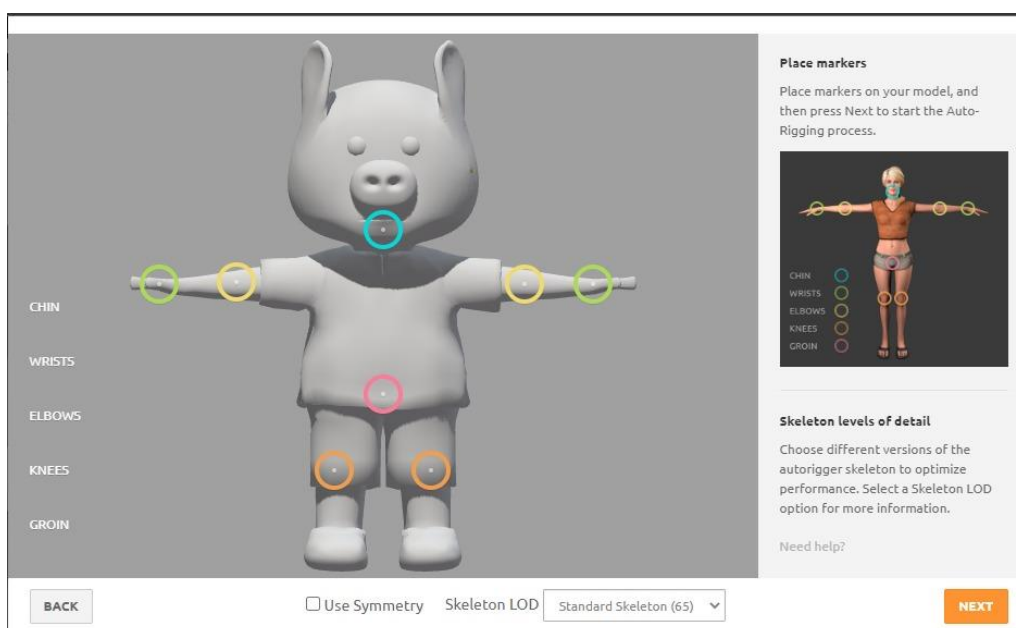 Place markers
Place markers on your model, and
then press Next to start the Auto-
Rigging process.
CHIN
WRISTS
ELBOWS
KNEES
GROIN
CHIN
WRISTS
ELBOWS
KNEES
GROIN
Skeleton levels of detail
Choose different versions of the
autorigger skeleton to optimize
performance. Select a Skeleton LOD
option for more information.
Need help?
BACK
Use Symmetry
Skeleton LOD
Standard Skeleton (65)
NEXT